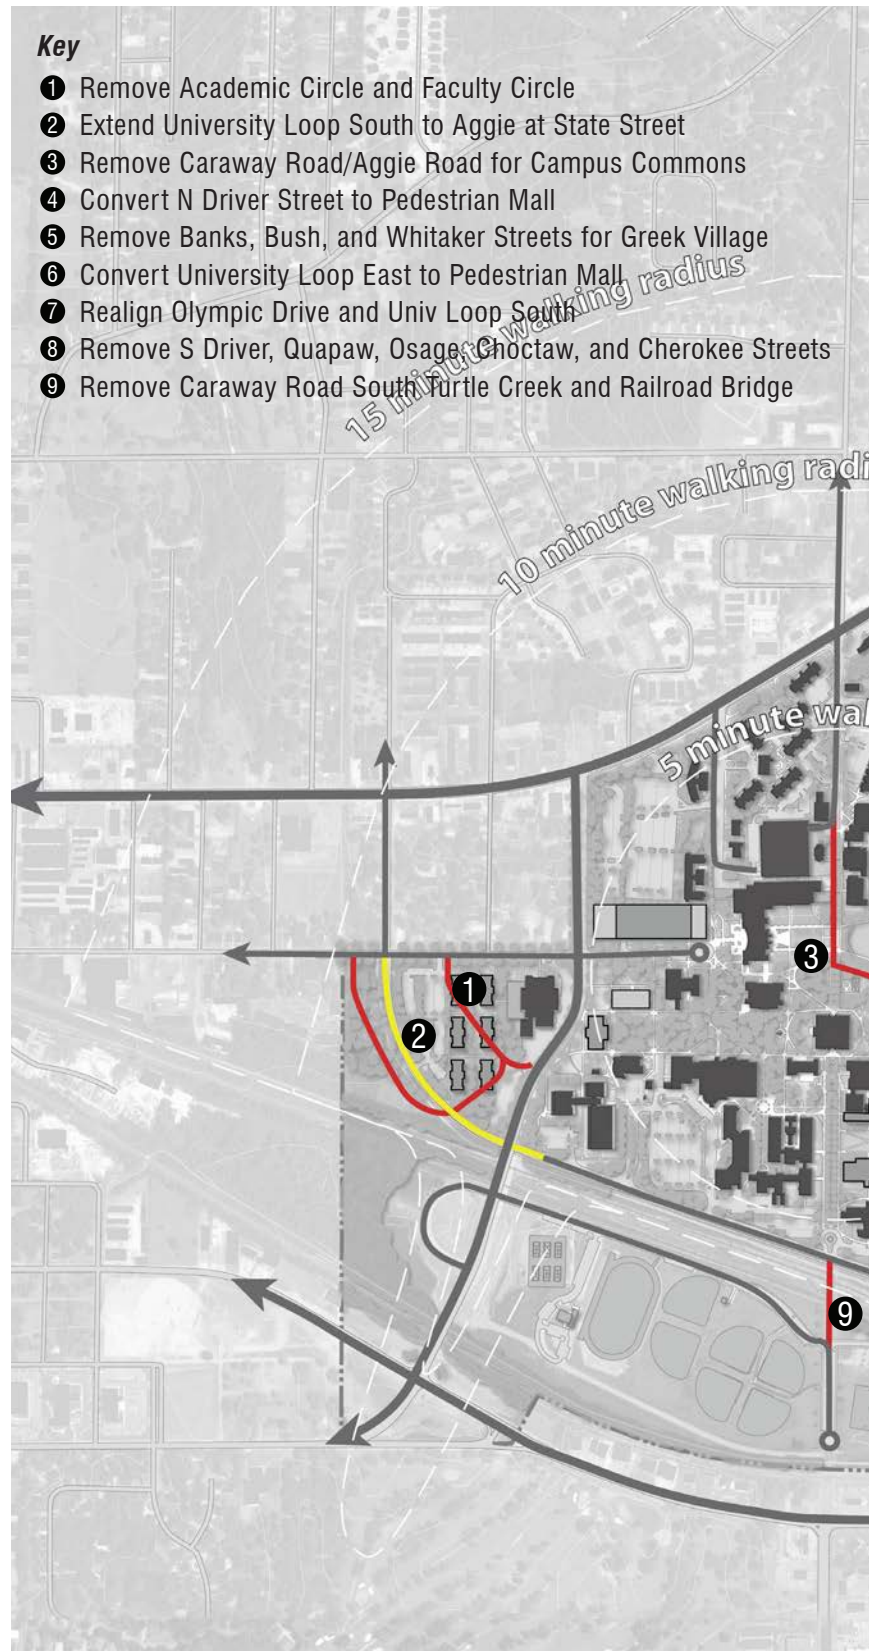 Key
1 Remove Academic Circle and Faculty Circle
2 Extend University Loop South to Aggie at State Street
3 Remove Caraway Road/Aggie Road for Campus Commons
4 Convert N Driver Street to Pedestrian Mall
5 Remove Banks, Bush, and Whitaker Streets for Greek Village
6 Convert University Loop East to Pedestrian Mall
7 Realign Olympic Drive and Univ Loop South
8 Remove S Driver, Quapaw, Osage, Choctaw, and Cherokee Streets
9 Remove Caraway Road South Turtle Creek and Railroad Bridge
15 minute walking radius
10 minute walking radi
5 minute wal
3
1
2
9